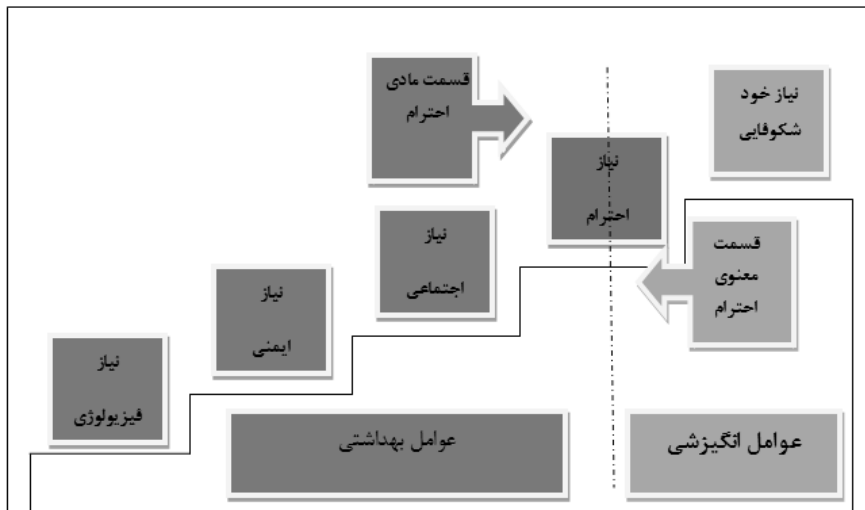 قسمت مادی
احترام
نیاز خود
شکوفایی
نیاز
احترام
نیاز
اجتماعی
قسمت
معنوی
احترام
نیاز
ایمنی
نیاز
فیزیولوژی
عوامل بهداشتی
عوامل انگیزشی